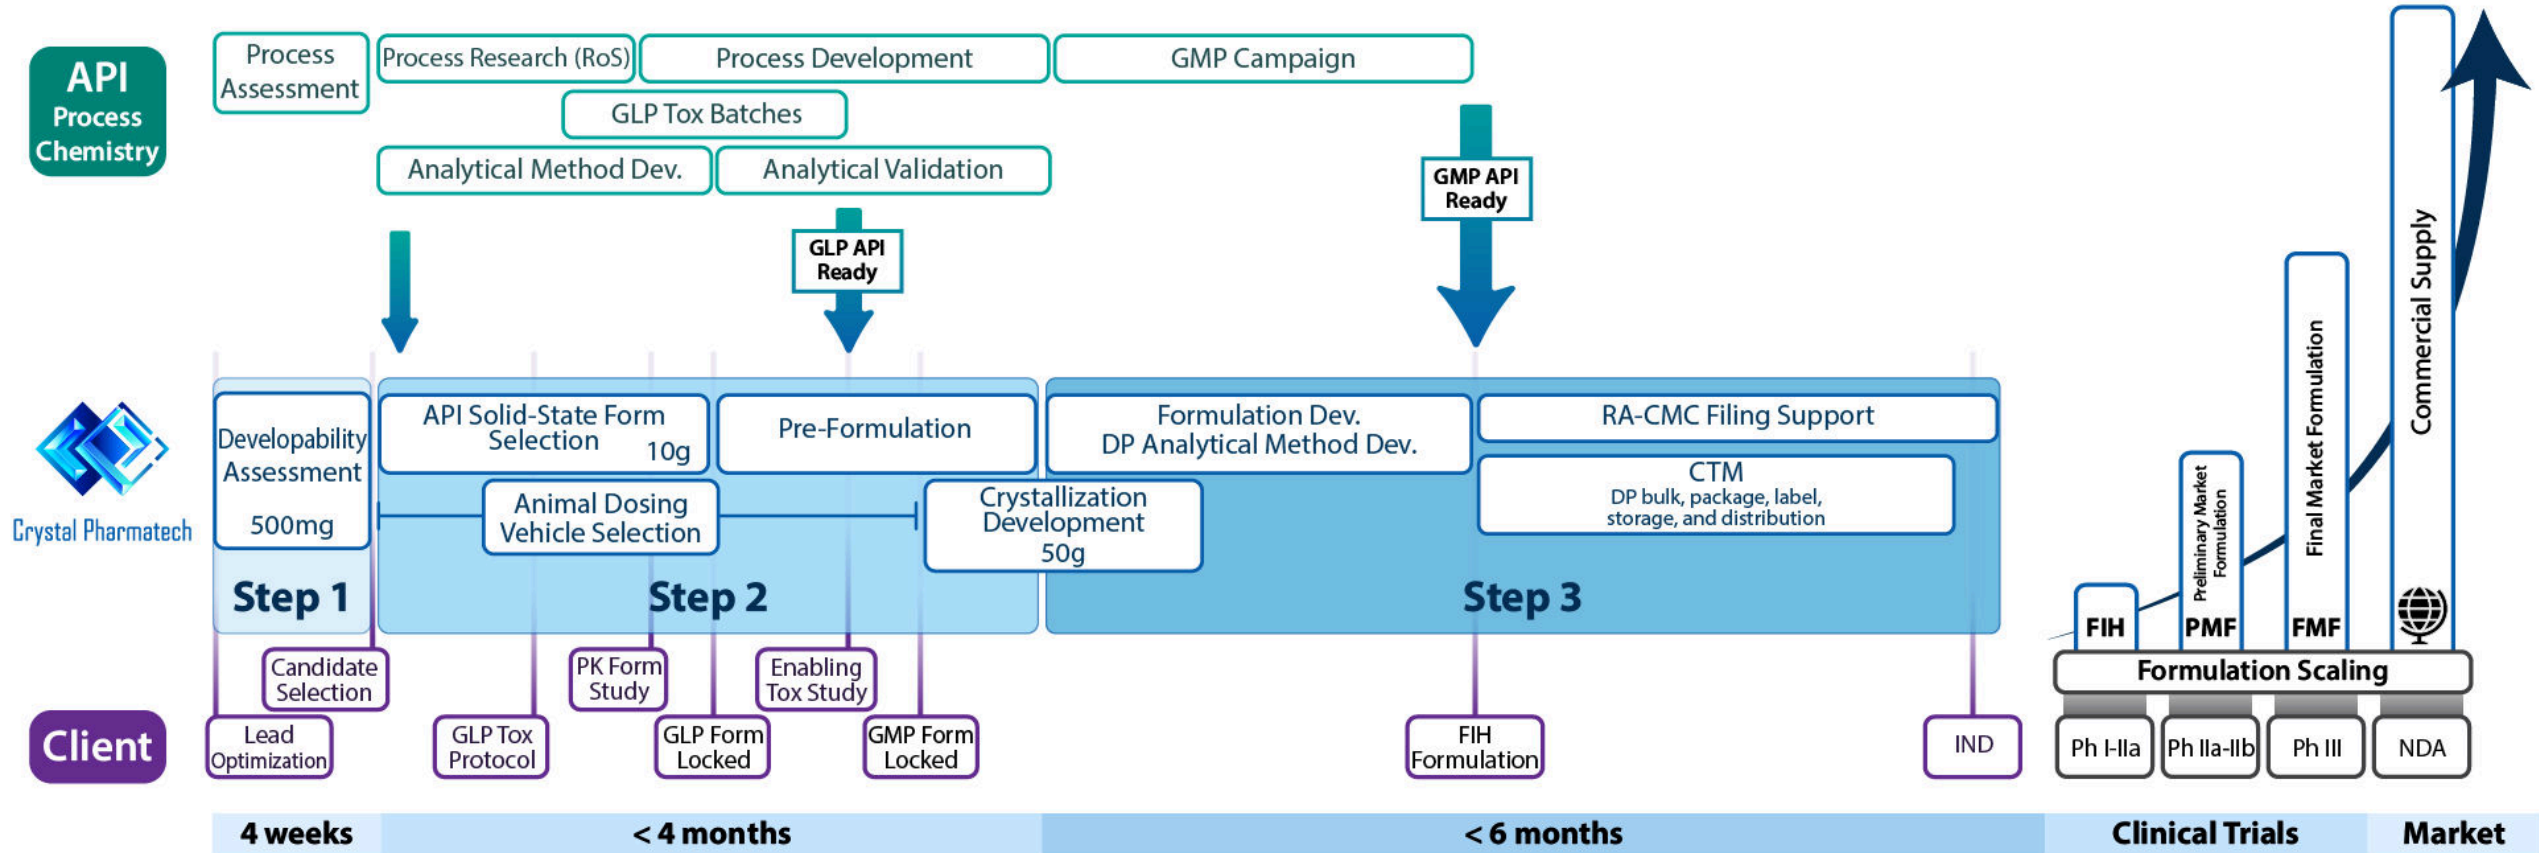 API
Process
Chemistry
Process
Assessment
Process Research (RoS)
Process Development
GMP Campaign
GLP Tox Batches
Analytical Method Dev.
Analytical Validation
GLP API
Ready
GMP API
Ready
Crystal Pharmatech
Developability
Assessment
500mg
API Solid-State Form
Selection
10g
Pre-Formulation
Animal Dosing
Vehicle Selection
Crystallization
Development
50g
Formulation Dev.
DP Analytical Method Dev.
RA-CMC Filing Support
CTM
DP bulk, package, label,
storage, and distribution
Step 1
Step 2
Step 3
Client
Candidate
Selection
Lead
Optimization
GLP Tox
Protocol
PK Form
Study
GLP Form
Locked
Enabling
Tox Study
GMP Form
Locked
FIH
Formulation
IND
FIH
Preliminary Market
Formulation
PMF
Final Market Formulation
FMF
Commercial Supply
Formulation Scaling
Ph I-IIa
Ph IIa-IIb
Ph III
NDA
4 weeks
< 4 months
< 6 months
Clinical Trials
Market